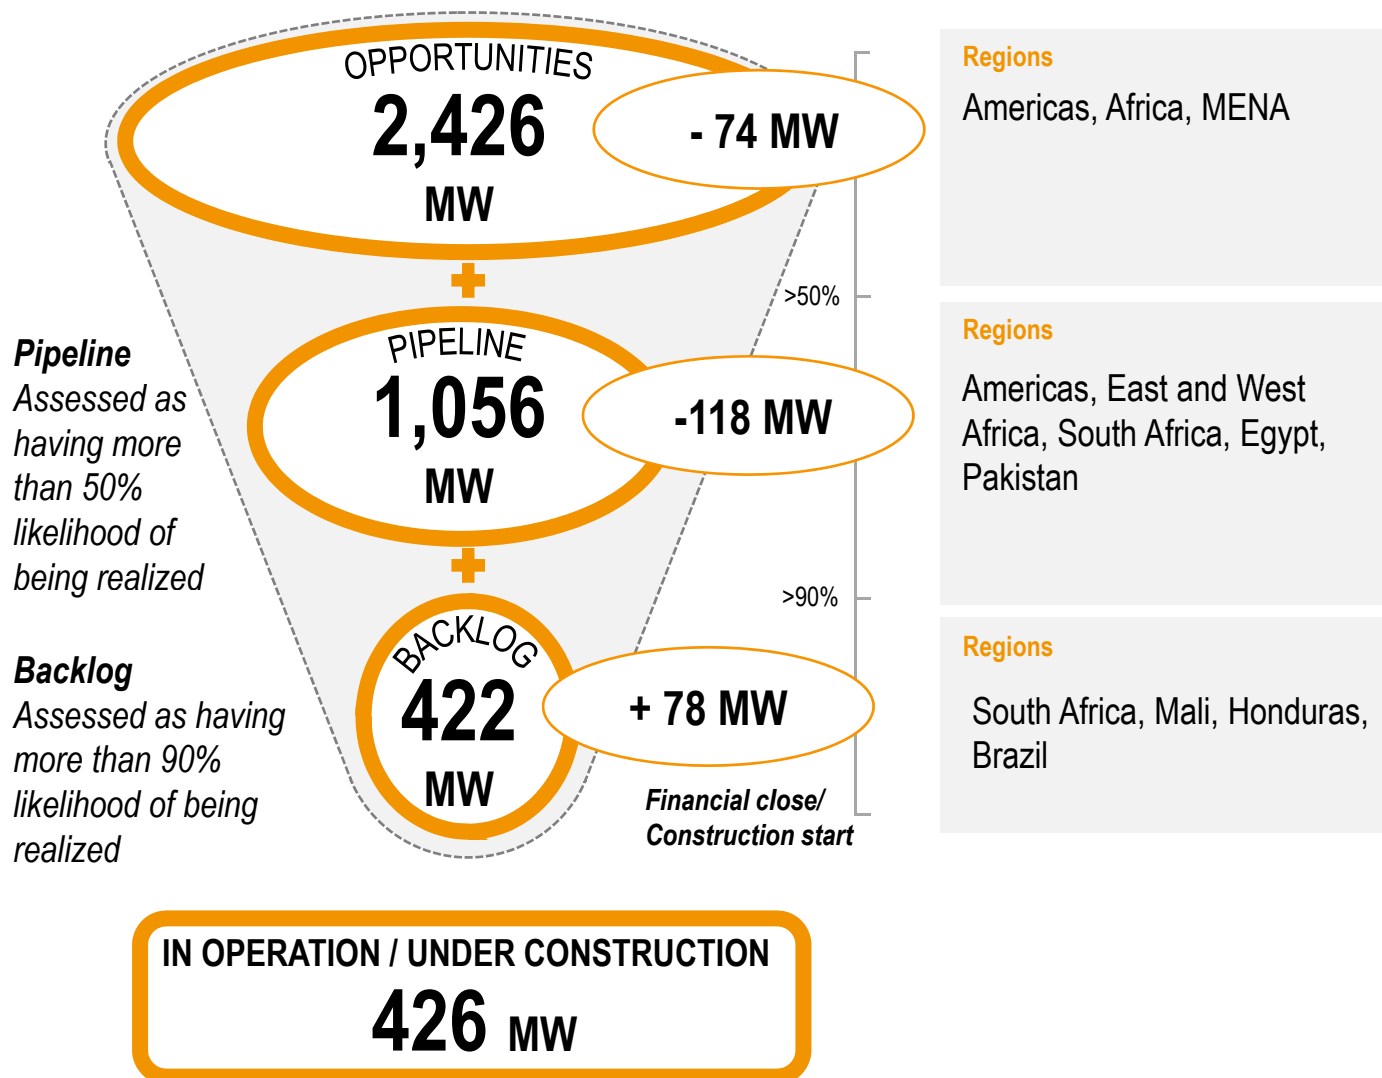 OPPORTUNITIES
2,426
MW
- 74 MW
Regions
Americas, Africa, MENA
>50%
PIPELINE
1,056
MW
-118 MW
Regions
Americas, East and West
Africa, South Africa, Egypt,
Pakistan
Pipeline
Assessed as
having more
than 50%
likelihood of
being realized
>90%
BACKLOG
422
MW
+ 78 MW
Regions
South Africa, Mali, Honduras,
Brazil
Backlog
Assessed as having
more than 90%
likelihood of being
realized
Financial close/
Construction start
IN OPERATION / UNDER CONSTRUCTION
426 MW